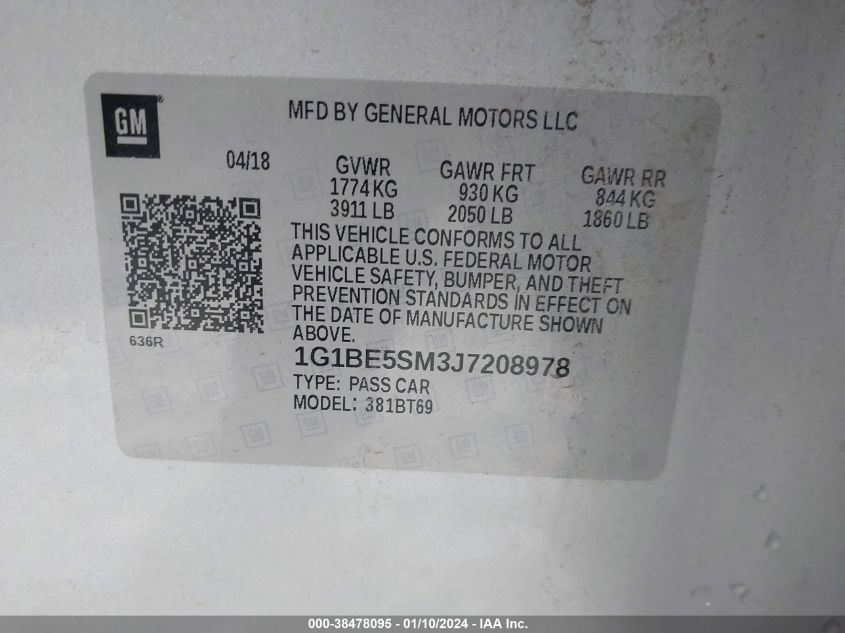 GM
MFD BY GENERAL MOTORS LLC
04/18
GVWR GAWR FRT GAWR RR
1774 KG 930 KG 844 KG
3911 LB 2050 LB 1860 LB
THIS VEHICLE CONFORMS TO ALL
APPLICABLE U.S. FEDERAL MOTOR
VEHICLE SAFETY, BUMPER, AND THEFT
PREVENTION STANDARDS IN EFFECT ON
THE DATE OF MANUFACTURE SHOWN
ABOVE.
636R
1G1BE5SM3J7208978
TYPE: PASS CAR
MODEL: 381BT69
000-38478095 - 01/10/2024 - IAA Inc.